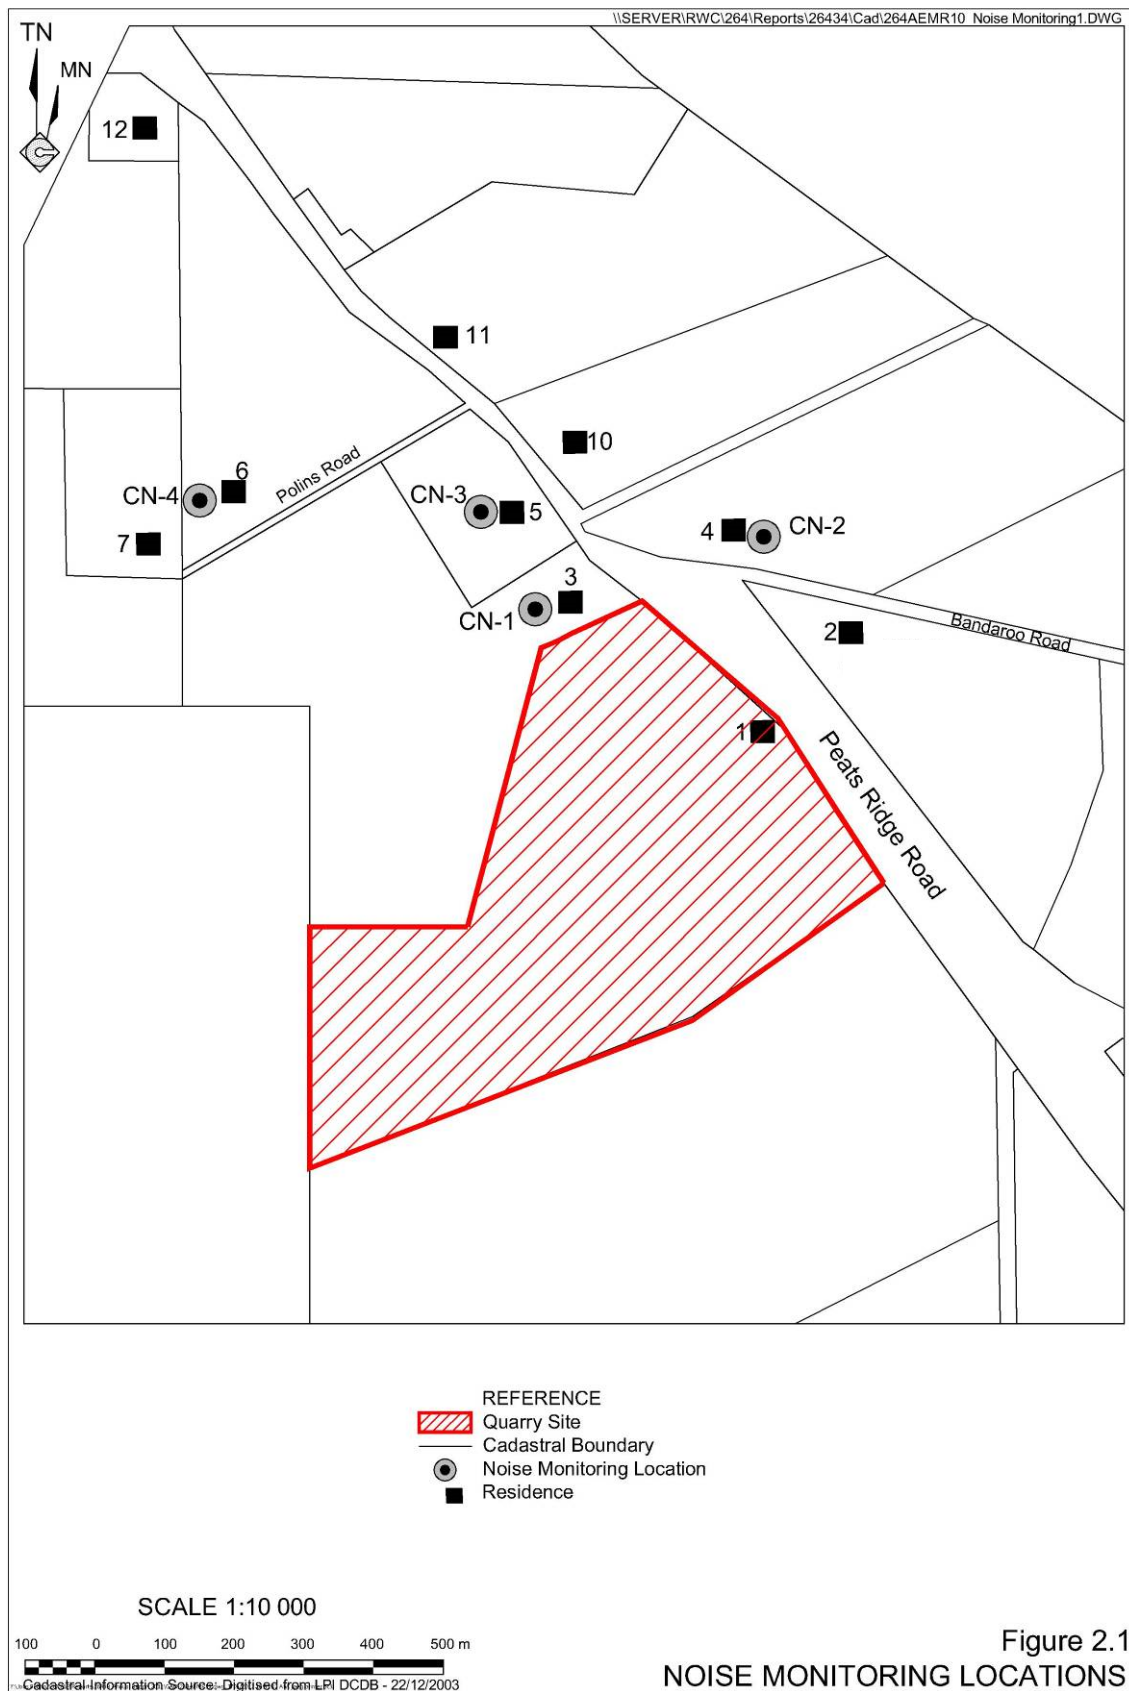 \\SERVER\RWC\264\Reports\26434\Cad\264AEMR10 Noise Monitoring1.DWG
TN
MN
12
11
10
6
CN-4
Polins Road
CN-3
5
7
4
CN-2
3
CN-1
2
Bandaroo Road
1
Peats Ridge Road
REFERENCE
Quarry Site
Cadastral Boundary
Noise Monitoring Location
Residence
SCALE 1:10 000
100 0 100 200 300 400 500 m
Cadastral Information Source: Digitised from LPI DCDB - 22/12/2003
Figure 2.1
NOISE MONITORING LOCATIONS